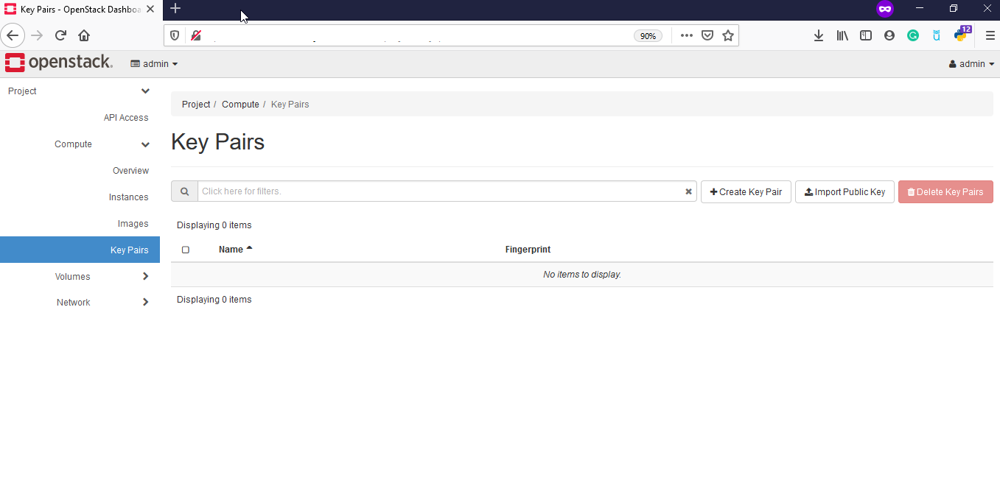 Key Pairs - OpenStack Dashboa
90%
12
openstack.
admin
admin
Project
API Access
Compute
Overview
Instances
Images
Key Pairs
Volumes
Network
Project / Compute / Key Pairs
Key Pairs
Click here for filters.
Create Key Pair
Import Public Key
Delete Key Pairs
Displaying 0 items
Name Fingerprint
No items to display.
Displaying 0 items